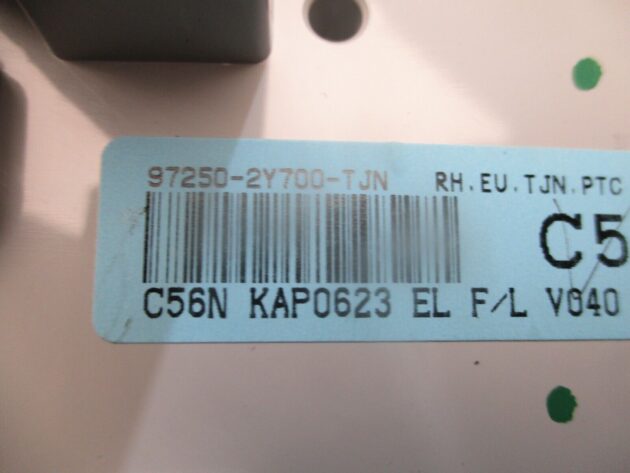 97250-2Y700-TJN RH.EU.TJN.PTC
C5
C56N KAP0623 EL F/L V040